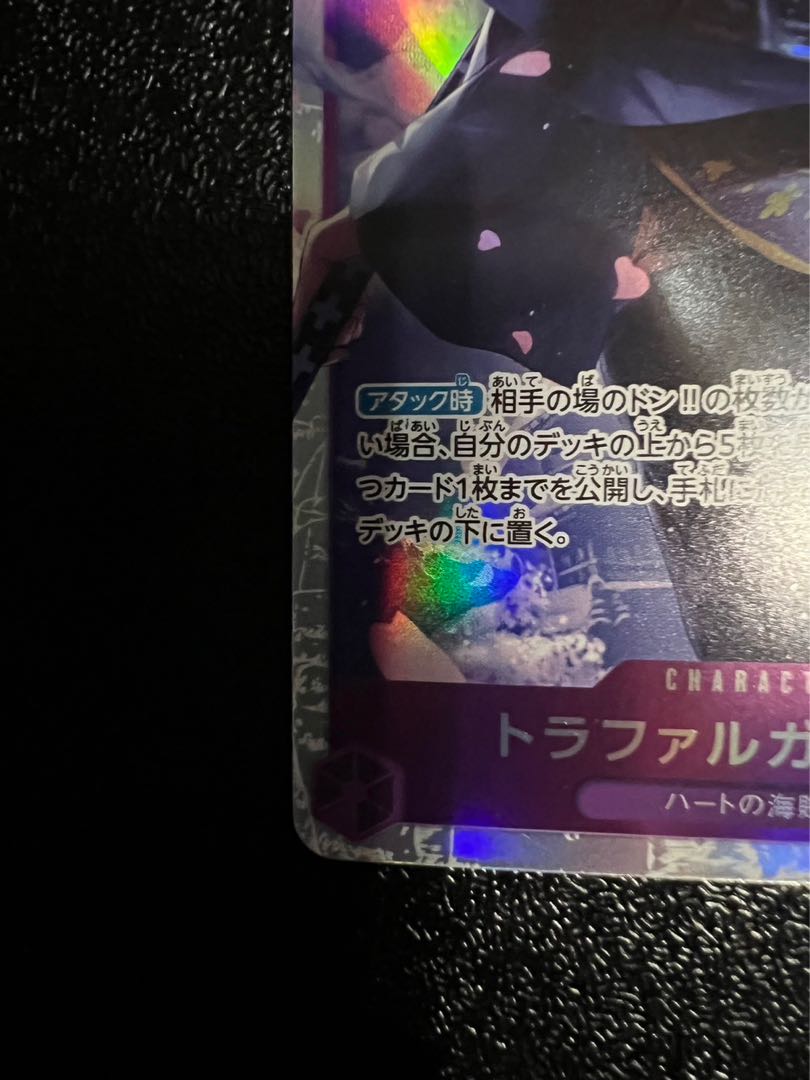 アタック時 相手の場のドン!!の枚数が
い場合、自分のデッキの上から5枚を
つカード1枚までを公開し、手札に
デッキの下に置く。
CHARACT
トラファルガ
ハートの海賊